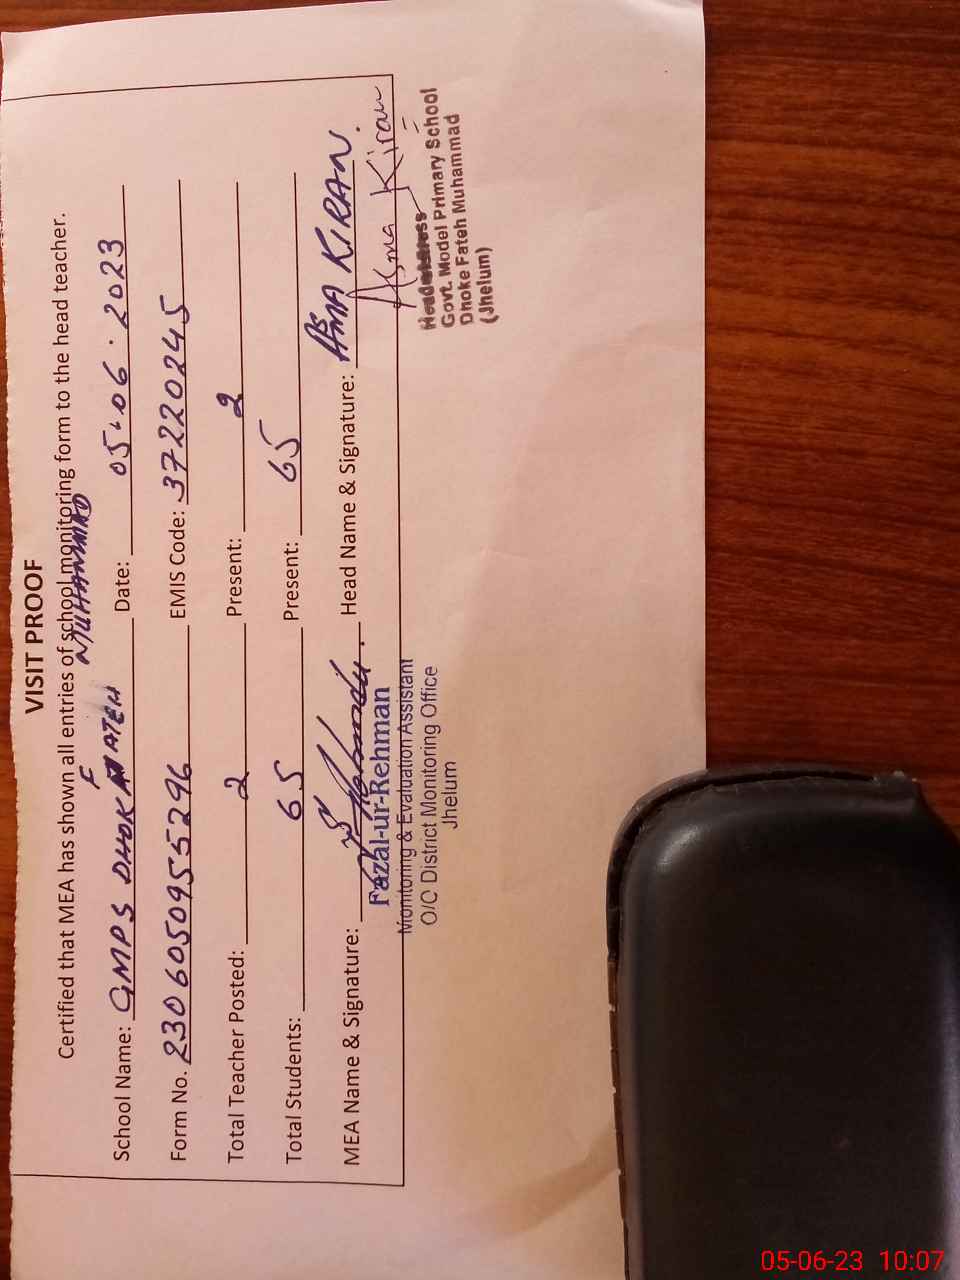 VISIT PROOF
Certified that MEA has shown all entries of school monitoring form to the head teacher.
School Name: GMPS DHOK FATEH MUHAMMAD Date: 05.06.2023
Form No. 2306050955296 EMIS Code: 37220245
Total Teacher Posted: 2 Present: 2
Total Students: 65 Present: 65
MEA Name & Signature: Head Name & Signature: ASMA KIRAN.
Asma Kiran
Fazal-ur-Rehman
Monitoring & Evaluation Assistant
O/C District Monitoring Office
Jhelum
Headmistress
Govt. Model Primary School
Dhoke Fateh Muhammad
(Jhelum)
05-06-23 10:07